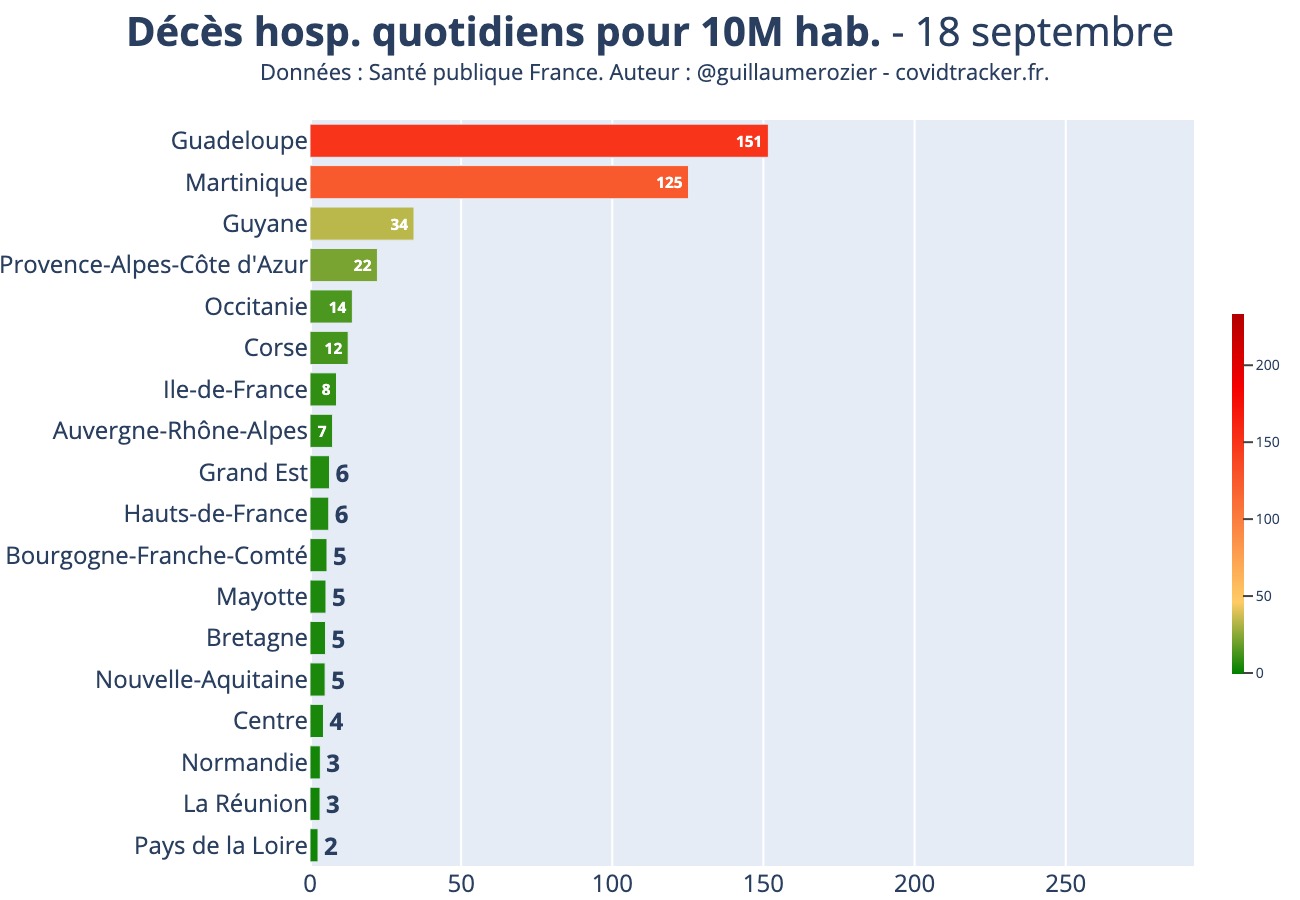 Décès hosp. quotidiens pour 10M hab. - 18 septembre
Données : Santé publique France. Auteur : @guillaumerozier - covidtracker.fr.
Guadeloupe 151
Martinique 125
Guyane 34
Provence-Alpes-Côte d'Azur 22
Occitanie 14
Corse 12
Ile-de-France 8
Auvergne-Rhône-Alpes 7
Grand Est 6
Hauts-de-France 6
Bourgogne-Franche-Comté 5
Mayotte 5
Bretagne 5
Nouvelle-Aquitaine 5
Centre 4
Normandie 3
La Réunion 3
Pays de la Loire 2
0 50 100 150 200 250
200
150
100
50
0